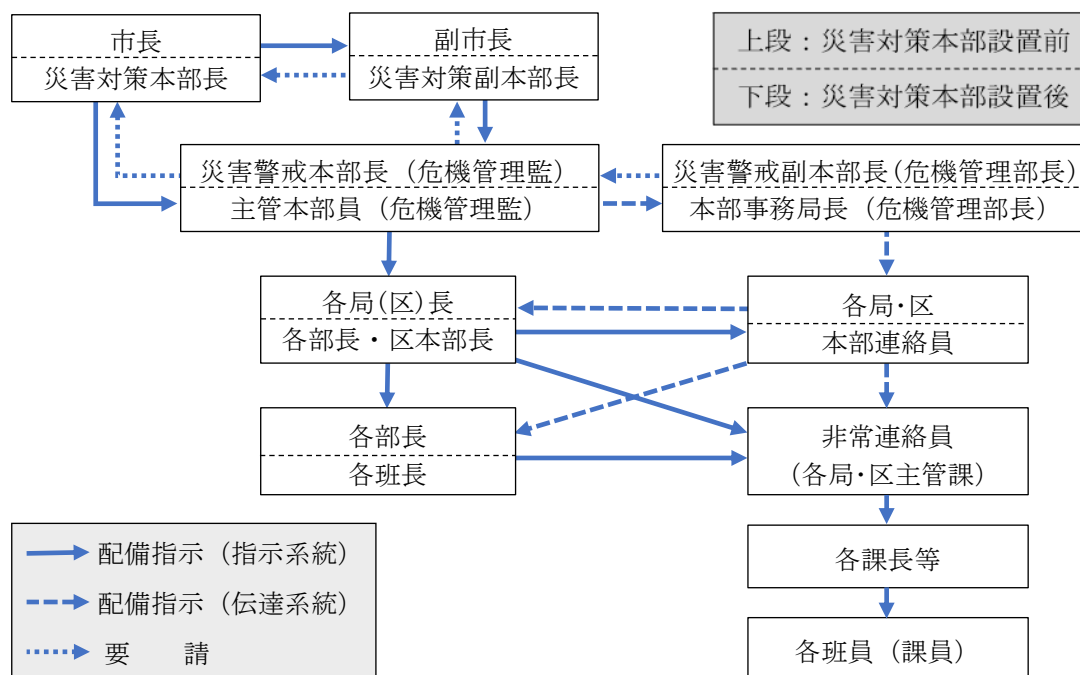 市長
災害対策本部長
副市長
災害対策副本部長
上段：災害対策本部設置前
下段：災害対策本部設置後
災害警戒本部長（危機管理監）
主管本部員（危機管理監）
災害警戒副本部長(危機管理部長)
本部事務局長（危機管理部長）
各局(区)長
各部長・区本部長
各局･区
本部連絡員
各部長
各班長
非常連絡員
（各局･区主管課）
各課長等
各班員（課員）
配備指示（指示系統）
配備指示（伝達系統）
要　　請